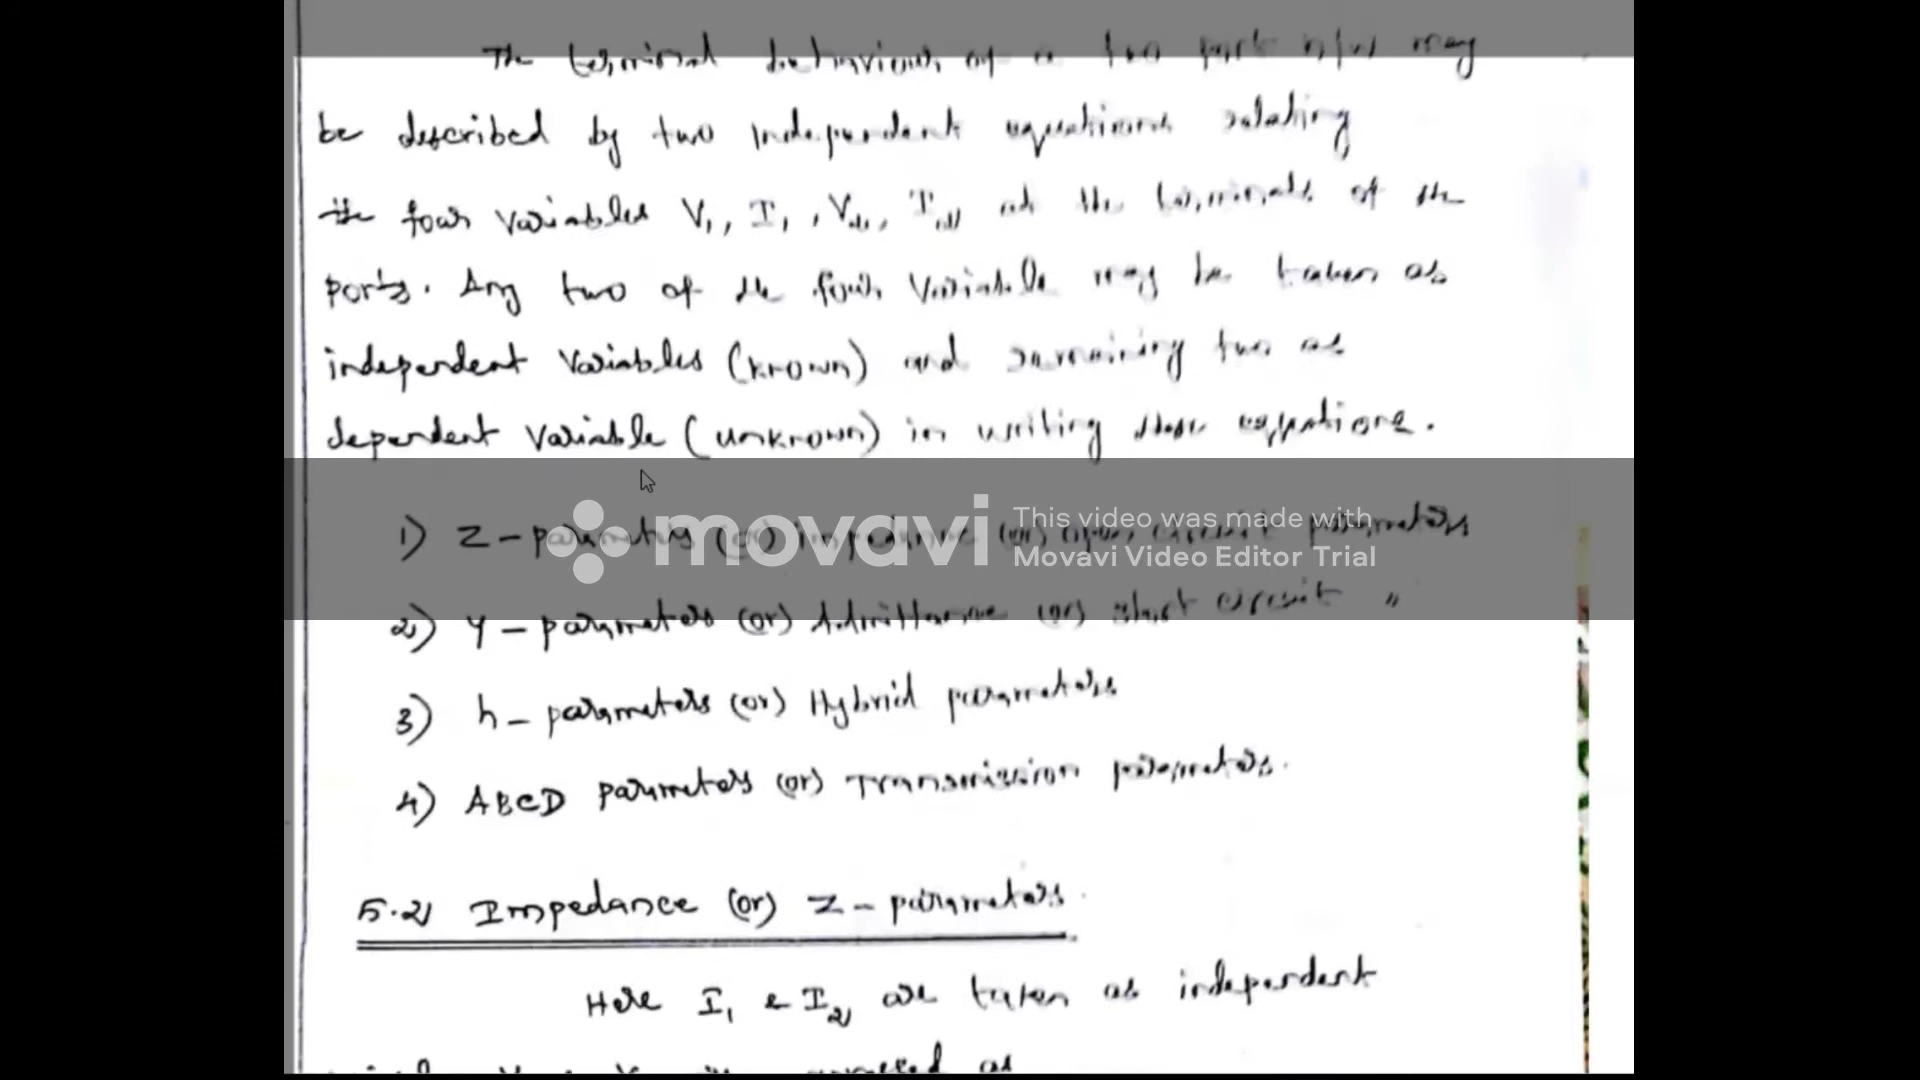 The terminal behaviour of a two port n/w may
be described by two independent equations relating
the four variables V1, I1, V2, I2 at the terminals of the
ports. Any two of the four variable may be taken as
independent variables (known) and remaining two as
dependent variable (unknown) in writing these equations.
1) Z-parameters (or) impedance (or) open circuit parameters
movavi
This video was made with
Movavi Video Editor Trial
2) Y-parameters (or) Admittance (or) short circuit "
3) h-parameters (or) Hybrid parameters
4) ABCD parameters (or) Transmission parameters.
5.2 Impedance (or) Z-parameters.
Here I1 & I2 are taken as independent
as